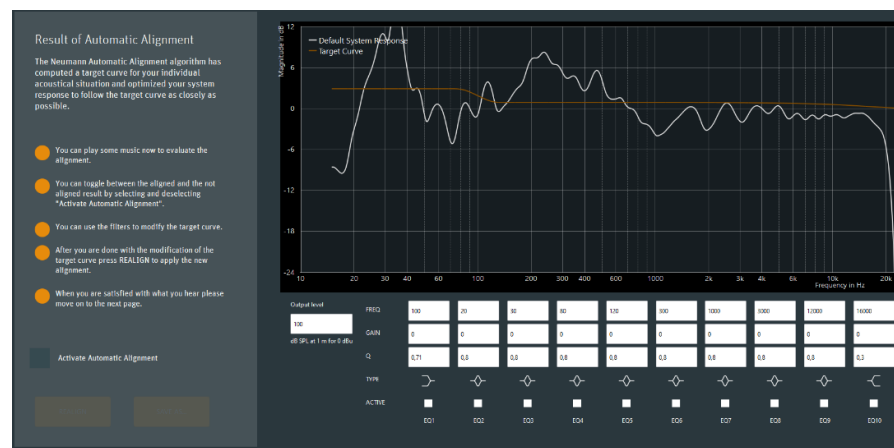 Result of Automatic Alignment
The Neumann Automatic Alignment algorithm has
computed a target curve for your individual
acoustical situation and optimized your system
response to follow the target curve as closely as
possible.
You can play some music now to evaluate the
alignment.
You can toggle between the aligned and the not
aligned result by selecting and deselecting
"Activate Automatic Alignment".
You can use the filters to modify the target curve.
After you are done with the modification of the
target curve press REALIGN to apply the new
alignment.
When you are satisfied with what you hear please
move on to the next page.
Activate Automatic Alignment
Magnitude in dB
12
6
0
-6
-12
-18
-24
Default System Response
Target Curve
10 20 30 40 60 100 200 300 400 600 1000 2k 3k 4k 6k 10k 20k
Frequency in Hz
Output level
100
dB SPL at 1 m for 0 dBu
FREQ 100 20 30 80 120 300 1000 3000 12000 16000
GAIN 0 0 0 0 0 0 0 0 0 0
Q 0,71 0,6 0,8 0,8 0,8 0,8 0,8 0,8 0,8 0,3
TYPE
ACTIVE
EQ1 EQ2 EQ3 EQ4 EQ5 EQ6 EQ7 EQ8 EQ9 EQ10